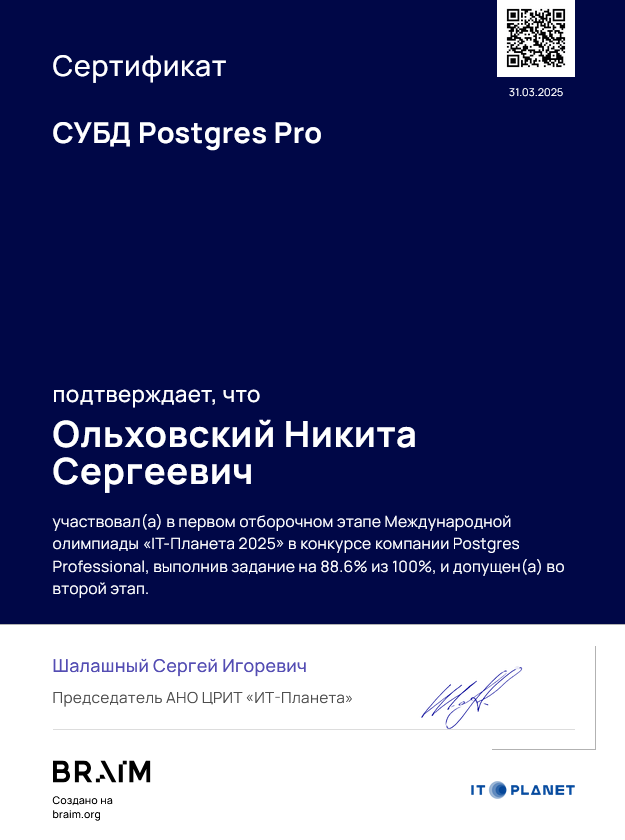 Сертификат
31.03.2025
СУБД Postgres Pro
подтверждает, что
Ольховский Никита
Сергеевич
участвовал(а) в первом отборочном этапе Международной
олимпиады «IT-Планета 2025» в конкурсе компании Postgres
Professional, выполнив задание на 88.6% из 100%, и допущен(а) во
второй этап.
Шалашный Сергей Игоревич
Председатель АНО ЦРИТ «ИТ-Планета»
BRAIM
Создано на
braim.org
IT PLANET